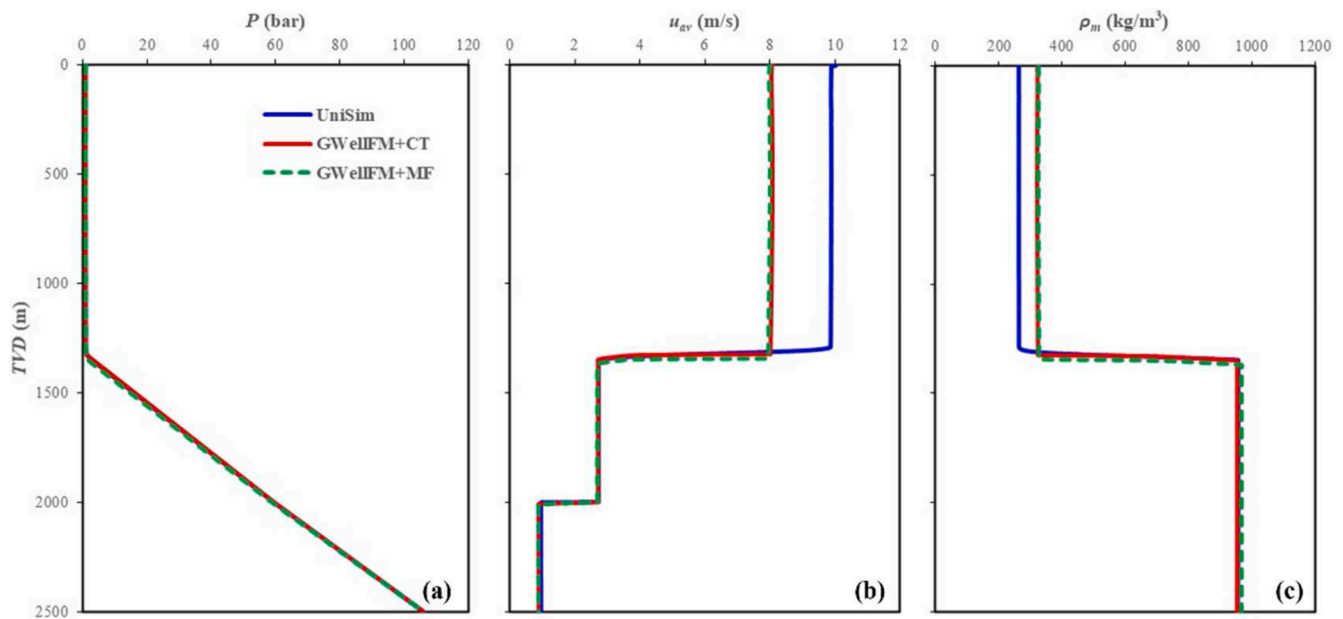 P (bar)
0 20 40 60 80 100 120
u_av (m/s)
0 2 4 6 8 10 12
ρ_m (kg/m³)
0 200 400 600 800 1000 1200
TVD (m)
0
500
1000
1500
2000
2500
UniSim
GWellFM+CT
GWellFM+MF
(a)
(b)
(c)